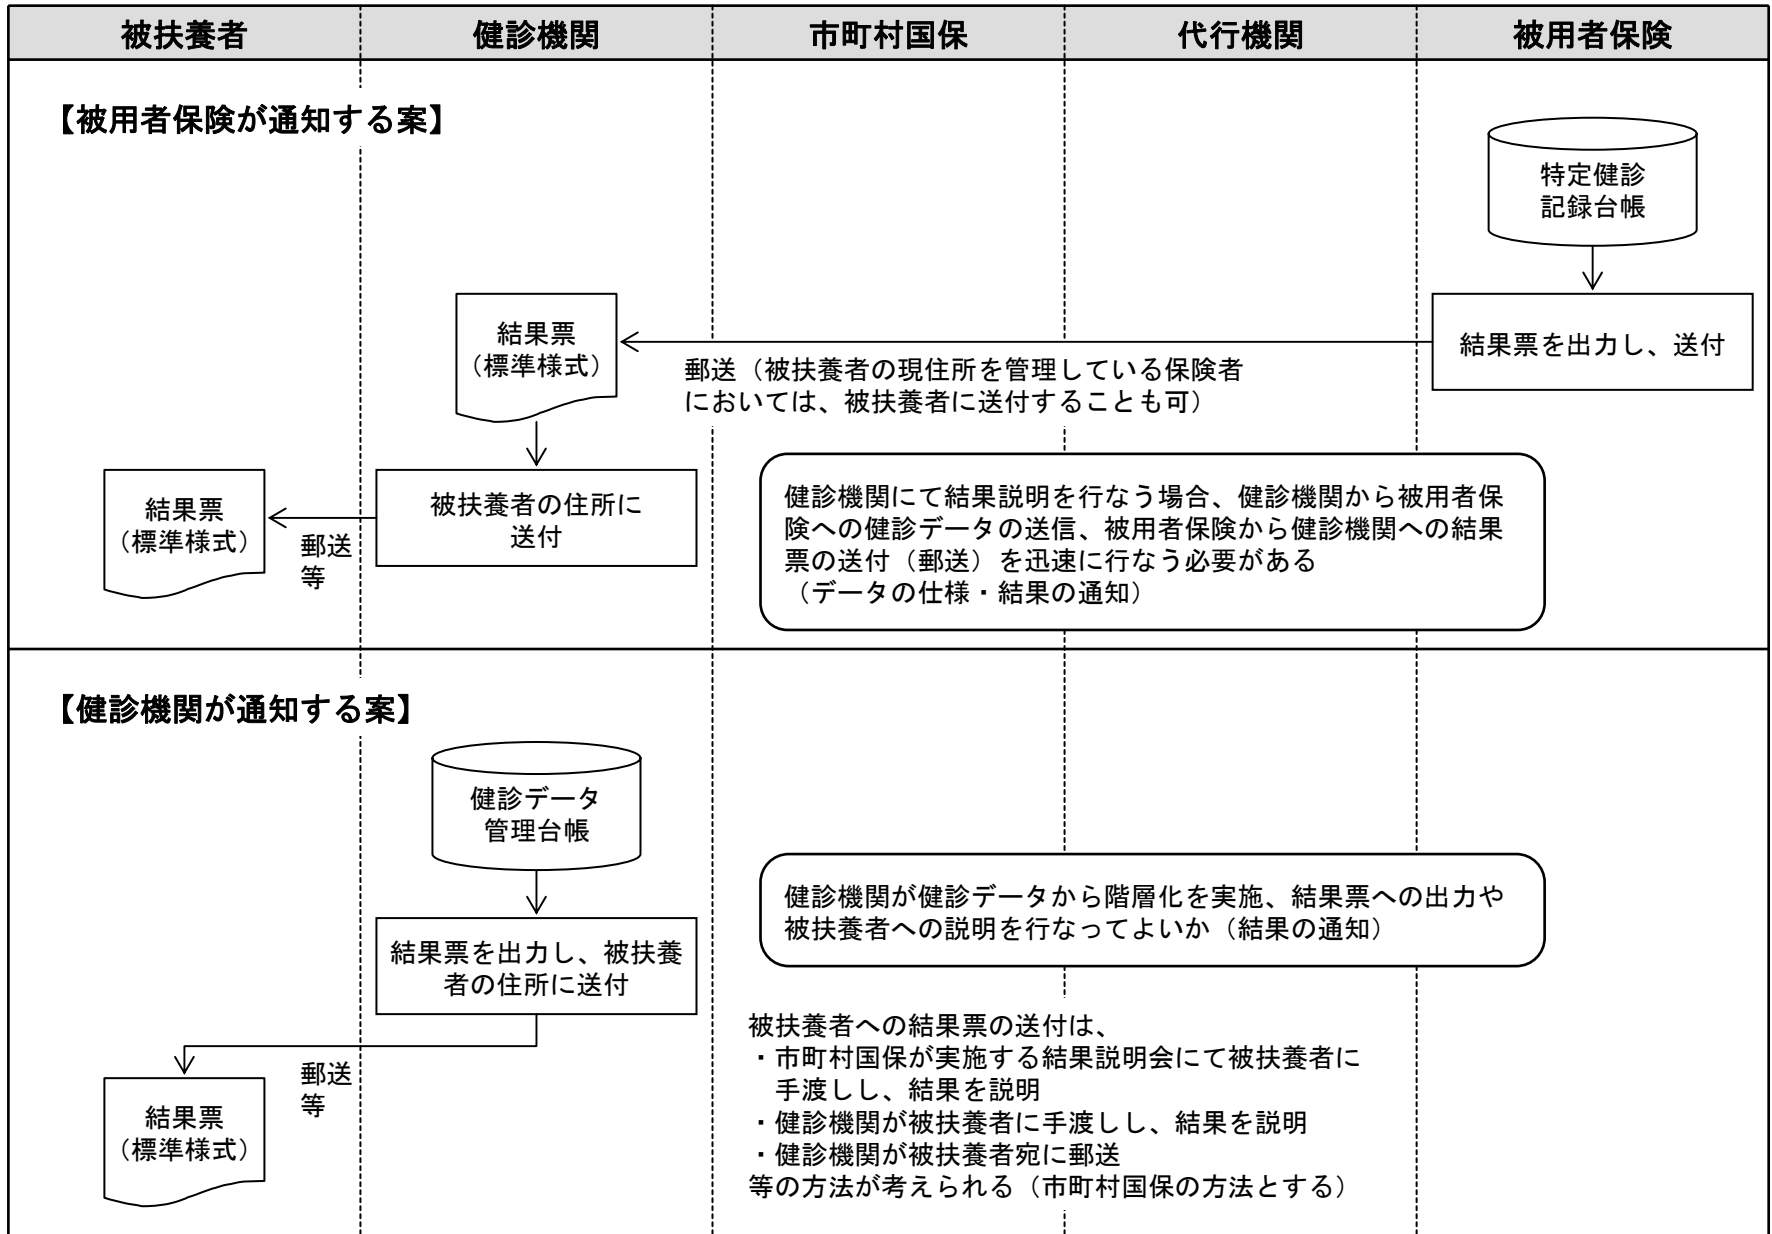 被扶養者
健診機関
市町村国保
代行機関
被用者保険
【被用者保険が通知する案】
特定健診
記録台帳
結果票を出力し、送付
結果票
（標準様式）
郵送（被扶養者の現住所を管理している保険者
においては、被扶養者に送付することも可）
被扶養者の住所に
送付
郵送
等
結果票
（標準様式）
健診機関にて結果説明を行なう場合、健診機関から被用者保
険への健診データの送信、被用者保険から健診機関への結果
票の送付（郵送）を迅速に行なう必要がある
（データの仕様・結果の通知）
【健診機関が通知する案】
健診データ
管理台帳
結果票を出力し、被扶養
者の住所に送付
郵送
等
結果票
（標準様式）
健診機関が健診データから階層化を実施、結果票への出力や
被扶養者への説明を行なってよいか（結果の通知）
被扶養者への結果票の送付は、
・市町村国保が実施する結果説明会にて被扶養者に
手渡しし、結果を説明
・健診機関が被扶養者に手渡しし、結果を説明
・健診機関が被扶養者宛に郵送
等の方法が考えられる（市町村国保の方法とする）